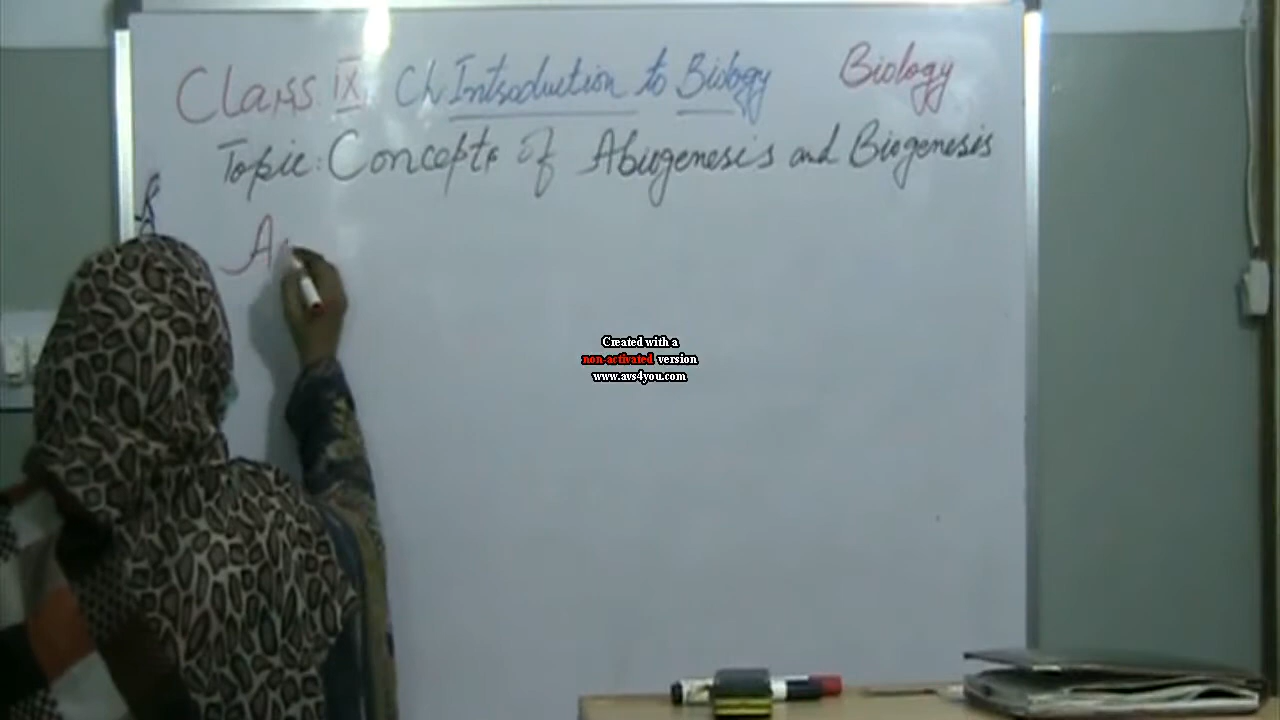 Class IX Ch Introduction to Biology Biology
Topic: Concepts of Abiogenesis and Biogenesis
A
Created with a
non-activated version
www.avs4you.com